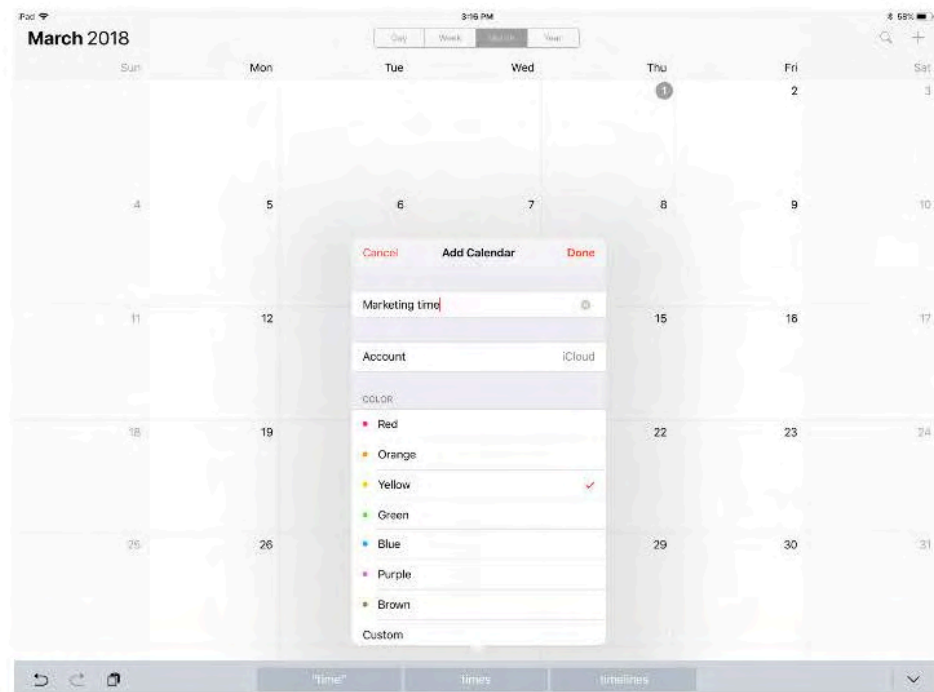 iPad 3:16 PM 58%
March 2018 Day Week Month Year
Sun Mon Tue Wed Thu Fri Sat
1 2 3
4 5 6 7 8 9 10
Cancel Add Calendar Done
Marketing time
11 12 15 16 17
Account iCloud
COLOR
Red
18 19 22 23 24
Orange
Yellow
Green
25 26 29 30 31
Blue
Purple
Brown
Custom
"time" times timelines